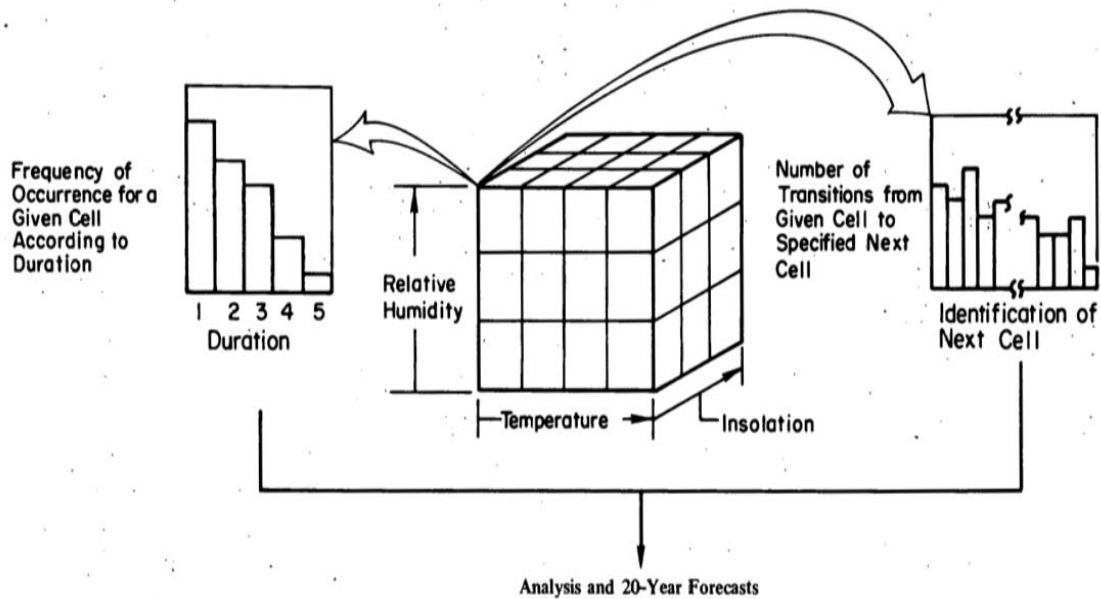 Frequency of
Occurrence for a
Given Cell
According to
Duration
1 2 3 4 5
Duration
Relative
Humidity
Temperature
Insolation
Number of
Transitions from
Given Cell to
Specified Next
Cell
Identification of
Next Cell
Analysis and 20-Year Forecasts